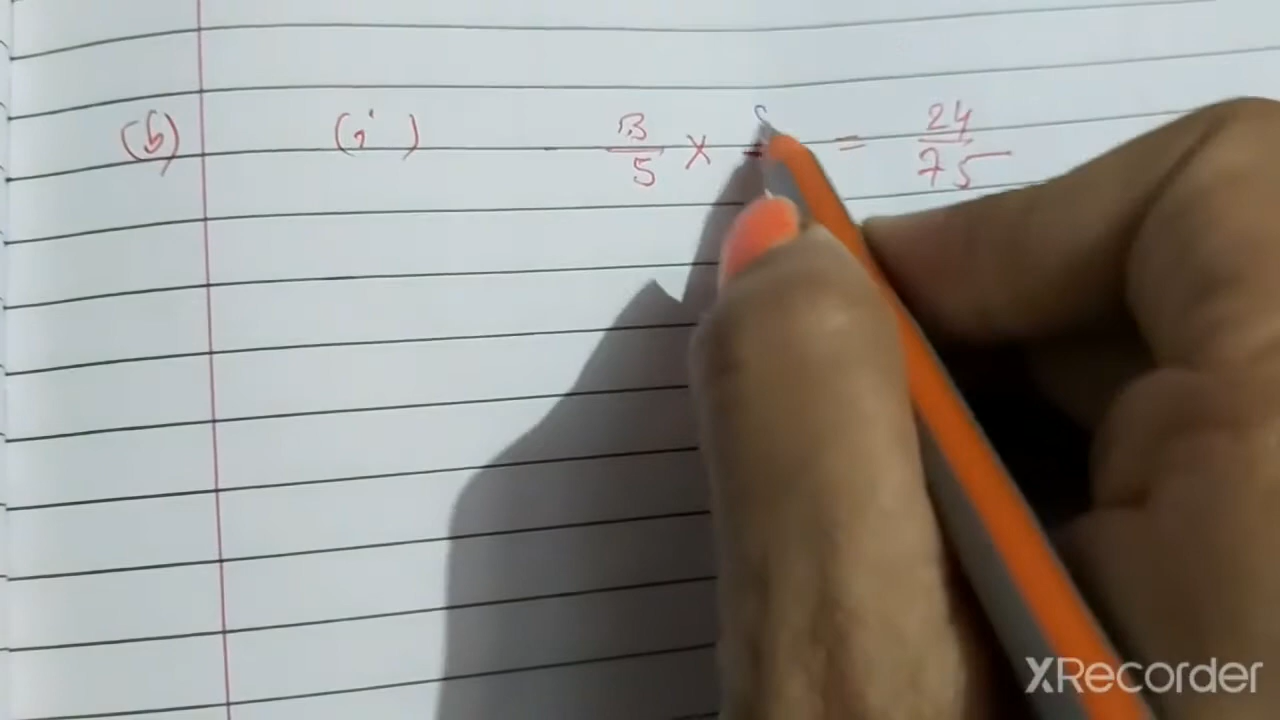 (b) (i) 3/5 × = 24/75
XRecorder